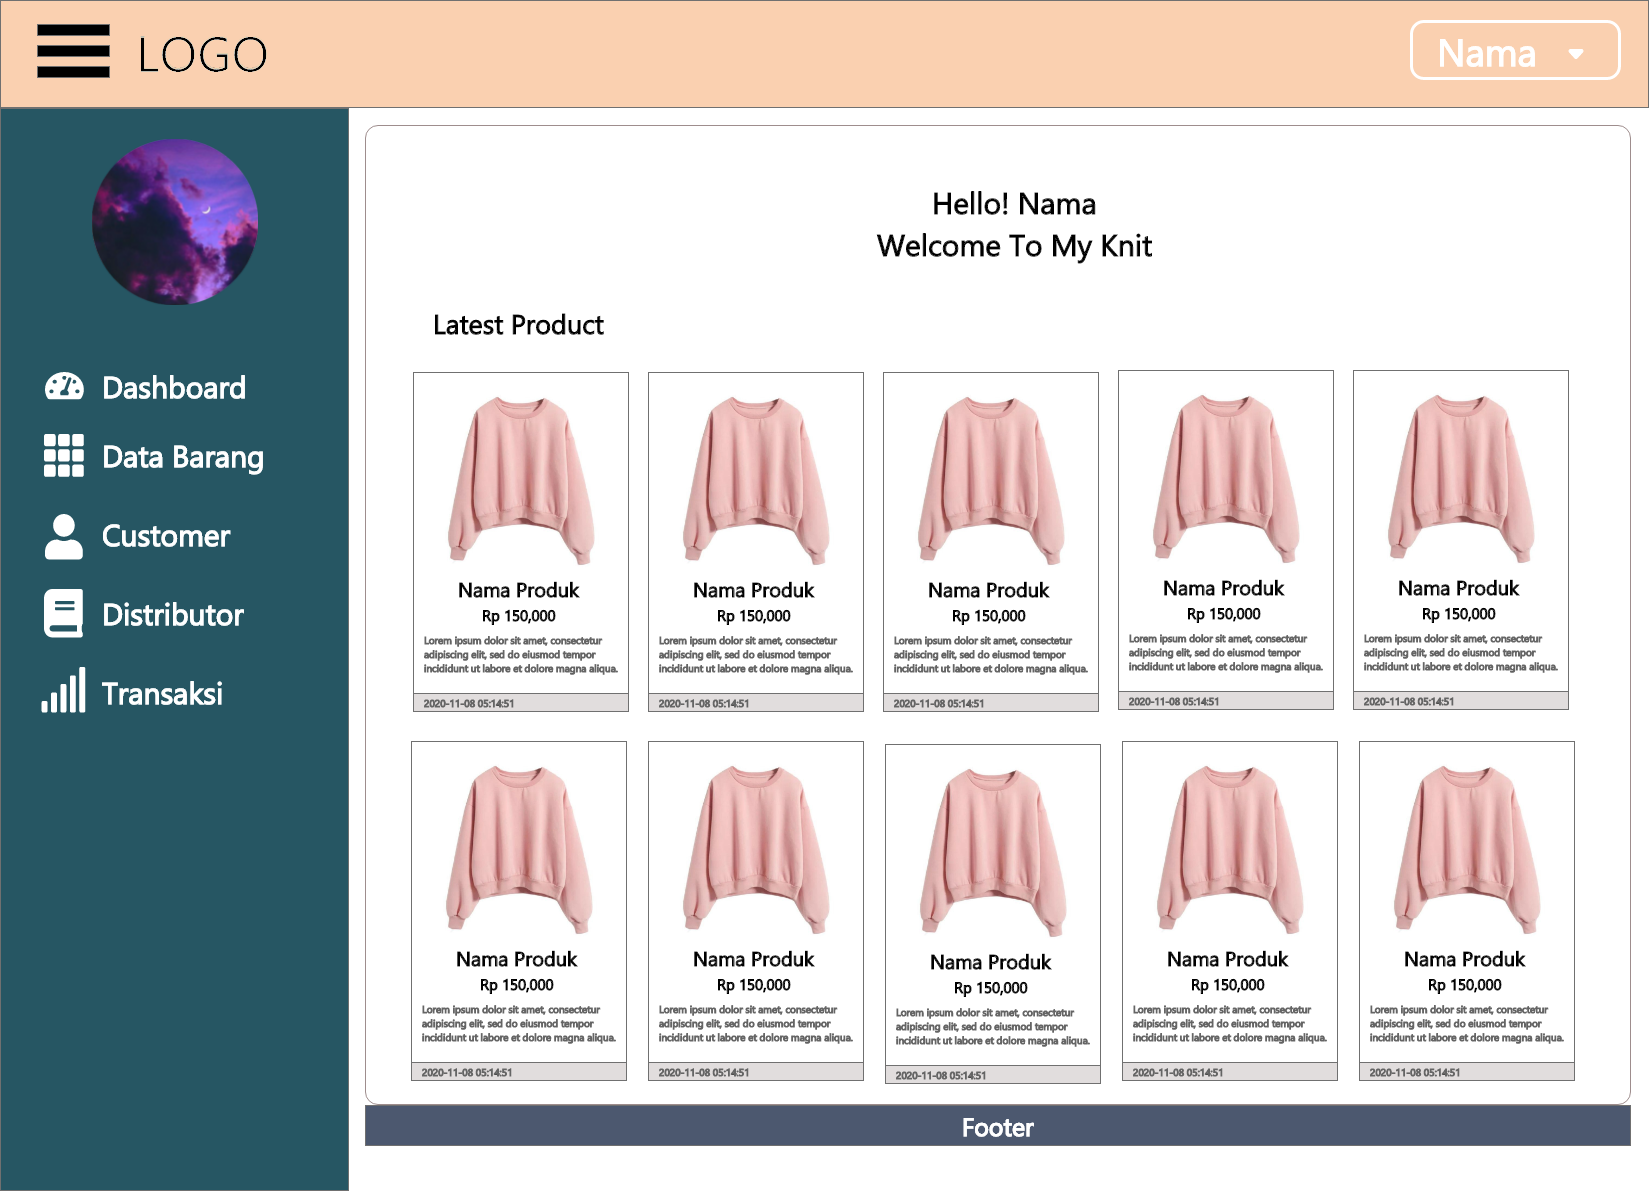 LOGO
Nama
Dashboard
Data Barang
Customer
Distributor
Transaksi
Hello! Nama
Welcome To My Knit
Latest Product
Nama Produk
Rp 150,000
Lorem ipsum dolor sit amet, consectetur
adipiscing elit, sed do eiusmod tempor
incididunt ut labore et dolore magna aliqua.
2020-11-08 05:14:51
Nama Produk
Rp 150,000
Lorem ipsum dolor sit amet, consectetur
adipiscing elit, sed do eiusmod tempor
incididunt ut labore et dolore magna aliqua.
2020-11-08 05:14:51
Nama Produk
Rp 150,000
Lorem ipsum dolor sit amet, consectetur
adipiscing elit, sed do eiusmod tempor
incididunt ut labore et dolore magna aliqua.
2020-11-08 05:14:51
Nama Produk
Rp 150,000
Lorem ipsum dolor sit amet, consectetur
adipiscing elit, sed do eiusmod tempor
incididunt ut labore et dolore magna aliqua.
2020-11-08 05:14:51
Nama Produk
Rp 150,000
Lorem ipsum dolor sit amet, consectetur
adipiscing elit, sed do eiusmod tempor
incididunt ut labore et dolore magna aliqua.
2020-11-08 05:14:51
Nama Produk
Rp 150,000
Lorem ipsum dolor sit amet, consectetur
adipiscing elit, sed do eiusmod tempor
incididunt ut labore et dolore magna aliqua.
2020-11-08 05:14:51
Nama Produk
Rp 150,000
Lorem ipsum dolor sit amet, consectetur
adipiscing elit, sed do eiusmod tempor
incididunt ut labore et dolore magna aliqua.
2020-11-08 05:14:51
Nama Produk
Rp 150,000
Lorem ipsum dolor sit amet, consectetur
adipiscing elit, sed do eiusmod tempor
incididunt ut labore et dolore magna aliqua.
2020-11-08 05:14:51
Nama Produk
Rp 150,000
Lorem ipsum dolor sit amet, consectetur
adipiscing elit, sed do eiusmod tempor
incididunt ut labore et dolore magna aliqua.
2020-11-08 05:14:51
Nama Produk
Rp 150,000
Lorem ipsum dolor sit amet, consectetur
adipiscing elit, sed do eiusmod tempor
incididunt ut labore et dolore magna aliqua.
2020-11-08 05:14:51
Footer